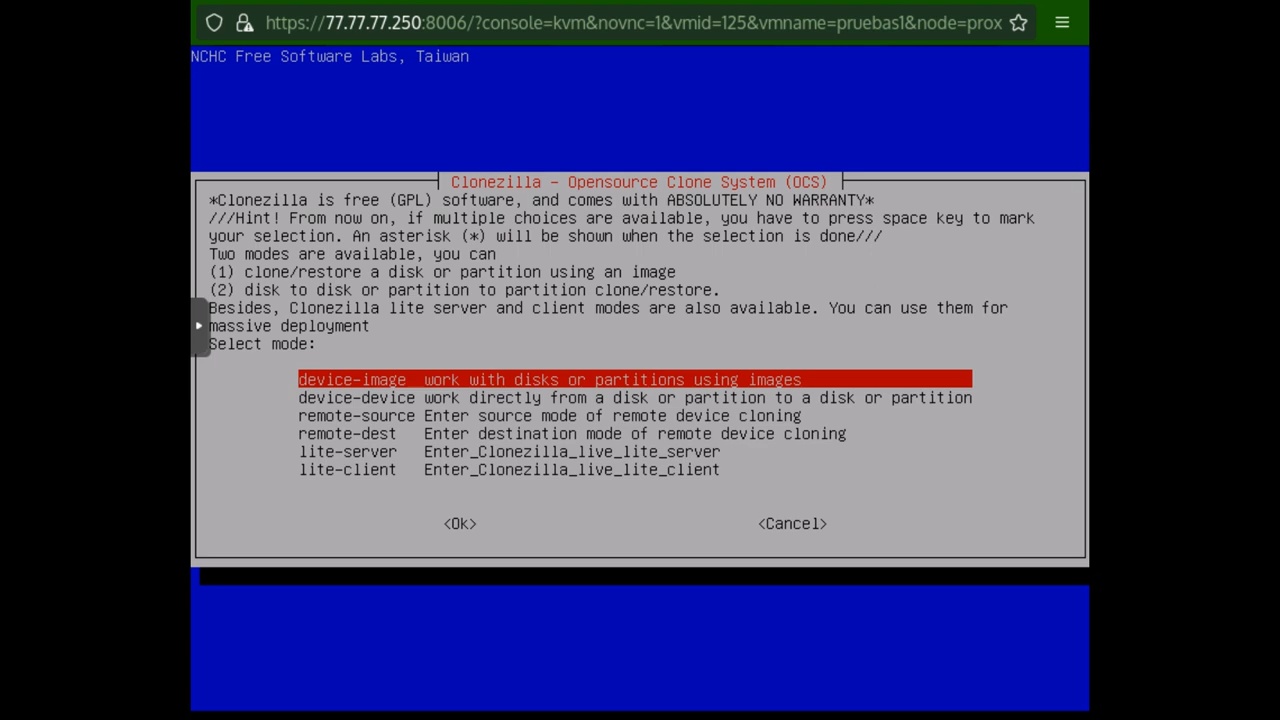 https://77.77.77.250:8006/?console=kvm&novnc=1&vmid=125&vmname=pruebas1&node=prox
NCHC Free Software Labs, Taiwan
Clonezilla - Opensource Clone System (OCS)
*Clonezilla is free (GPL) software, and comes with ABSOLUTELY NO WARRANTY*
///Hint! From now on, if multiple choices are available, you have to press space key to mark
your selection. An asterisk (*) will be shown when the selection is done///
Two modes are available, you can
(1) clone/restore a disk or partition using an image
(2) disk to disk or partition to partition clone/restore.
Besides, Clonezilla lite server and client modes are also available. You can use them for
massive deployment
Select mode:
device-image work with disks or partitions using images
device-device work directly from a disk or partition to a disk or partition
remote-source Enter source mode of remote device cloning
remote-dest Enter destination mode of remote device cloning
lite-server Enter_Clonezilla_live_lite_server
lite-client Enter_Clonezilla_live_lite_client
<Ok> <Cancel>